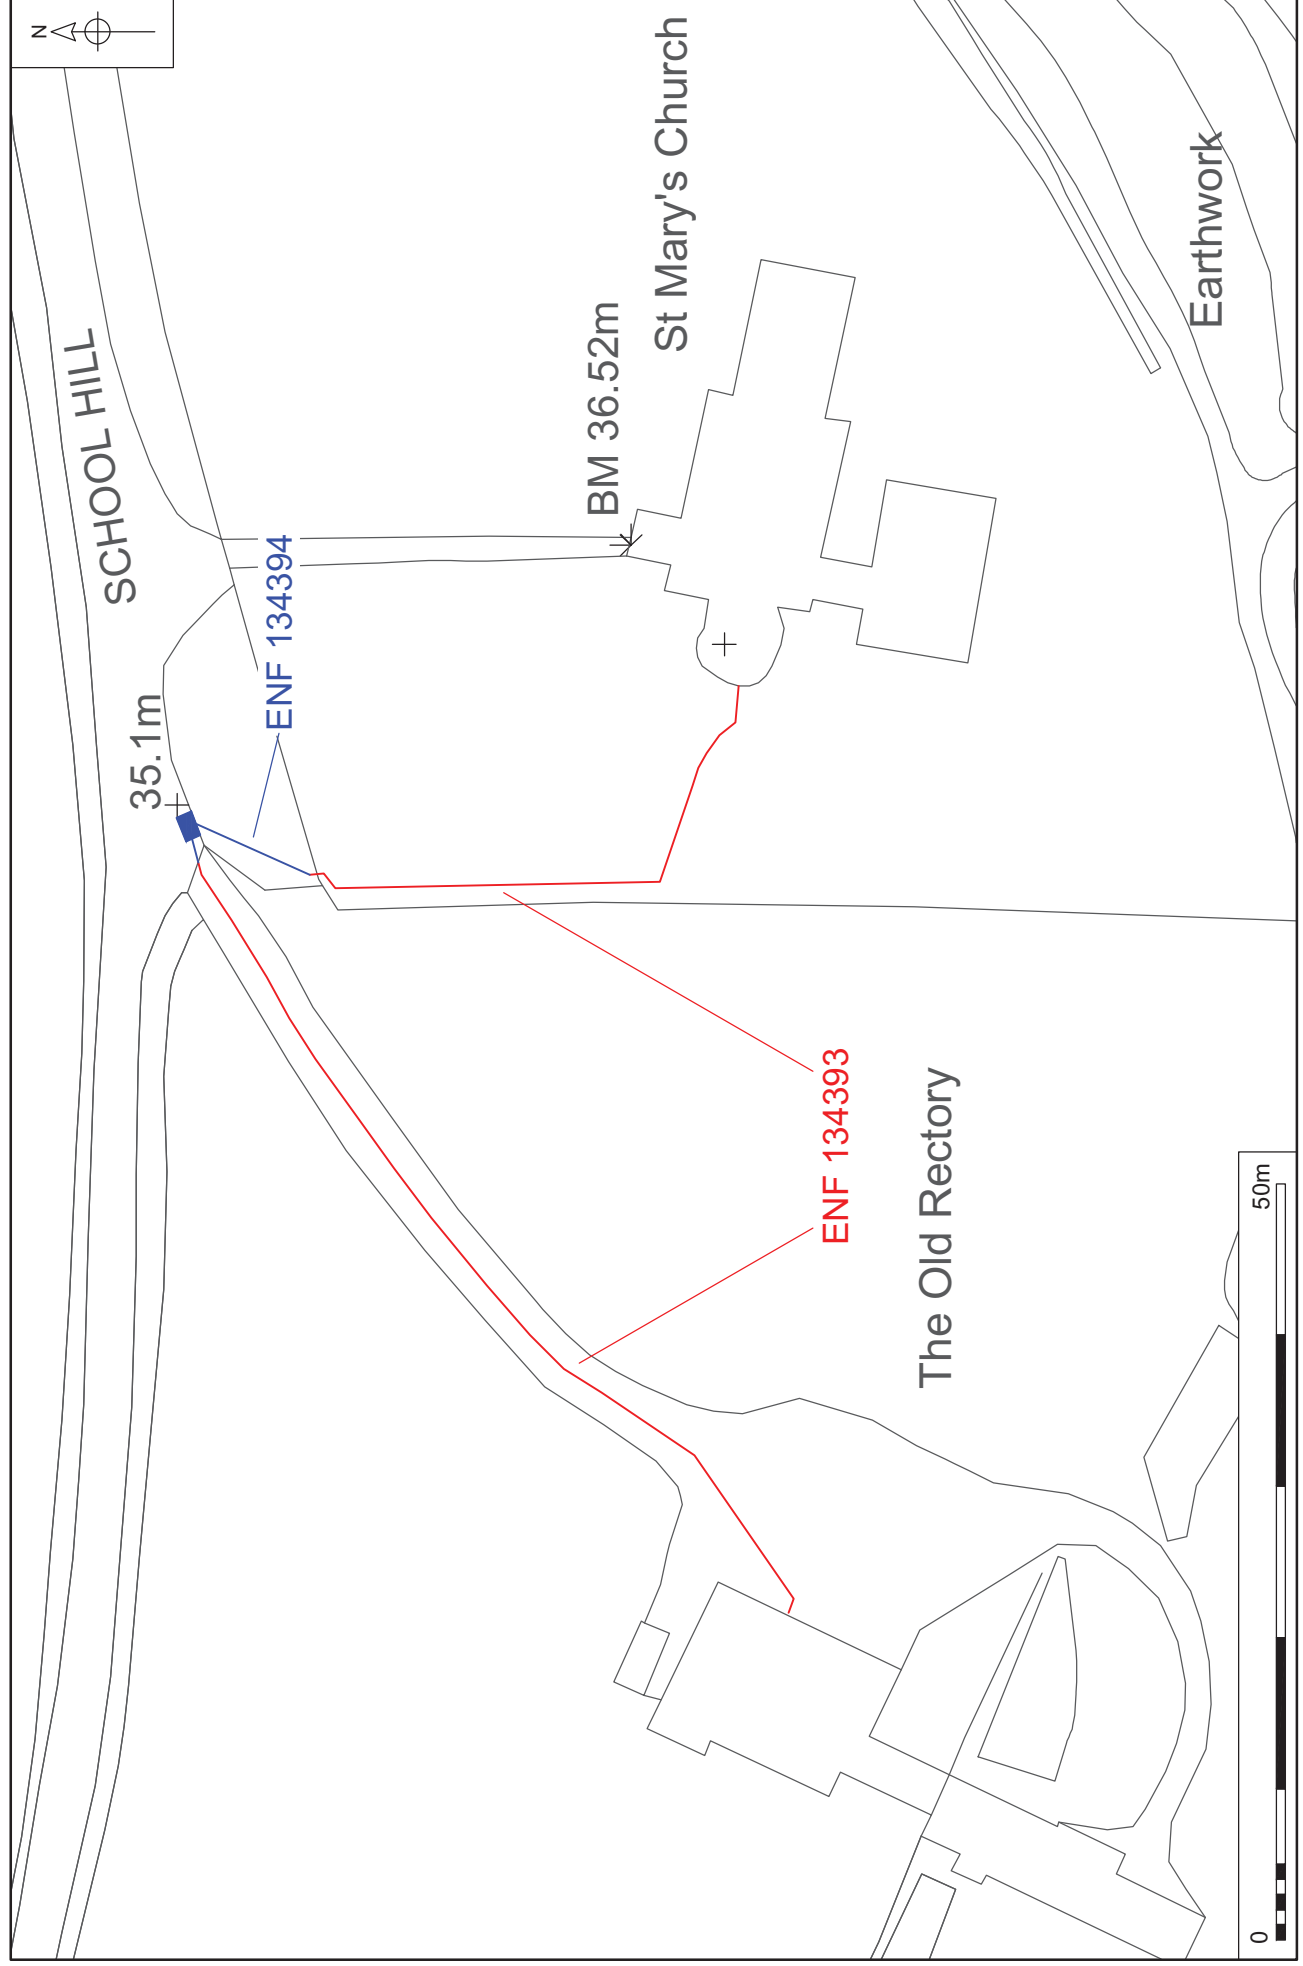 N
SCHOOL HILL
35.1m
ENF 134394
BM 36.52m
St Mary's Church
ENF 134393
The Old Rectory
Earthwork
0
50m